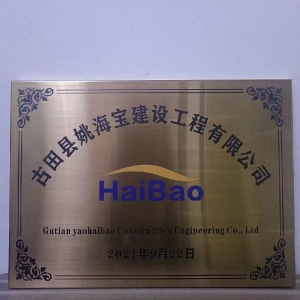 古田县姚海宝建设工程有限公司
HaiBao
Gutian yaohaibao Construction Engineering Co., Ltd
2021年9月22日